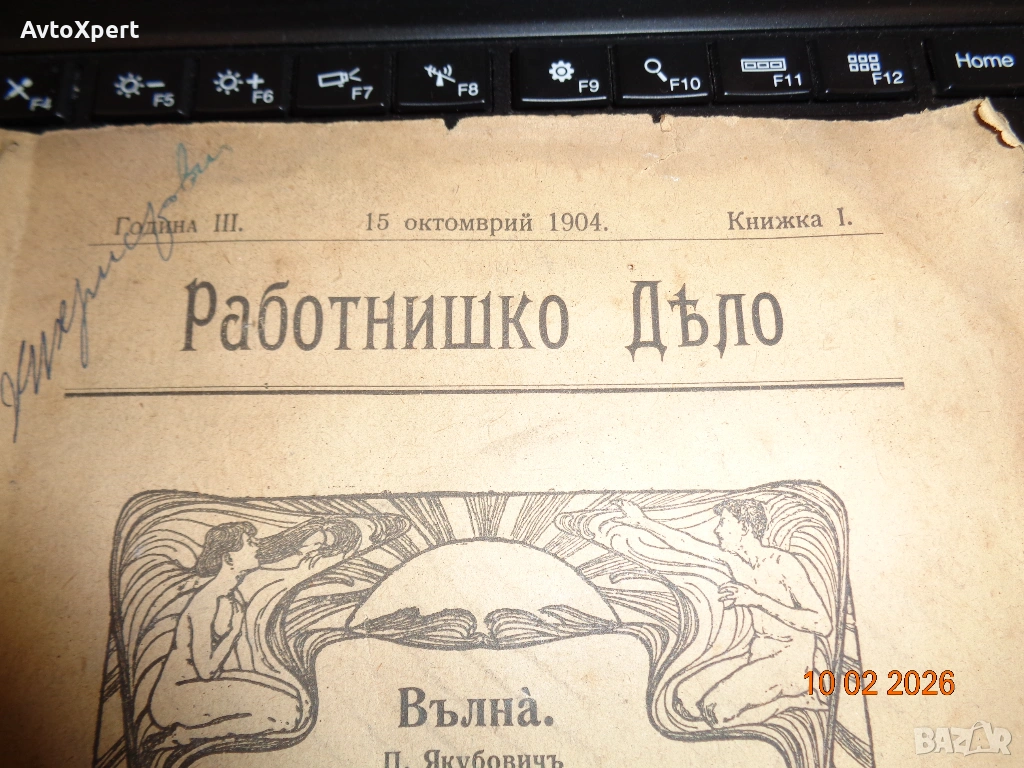 AvtoXpert
F4 F5 F6 F7 F8 F9 F10 F11 F12 Home
Година III. 15 октомврий 1904. Книжка I.
Работнишко Дѣло
Вълна̀.
П. Якубовичъ
10 02 2026
BAZAR